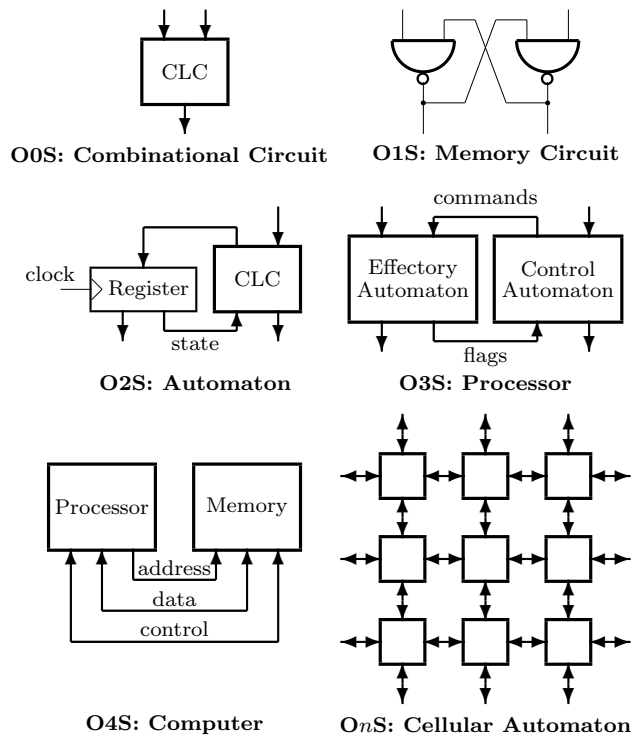 CLC
O0S: Combinational Circuit
O1S: Memory Circuit
clock
Register
CLC
state
O2S: Automaton
commands
Effectory
Automaton
Control
Automaton
flags
O3S: Processor
Processor
Memory
address
data
control
O4S: Computer
OnS: Cellular Automaton